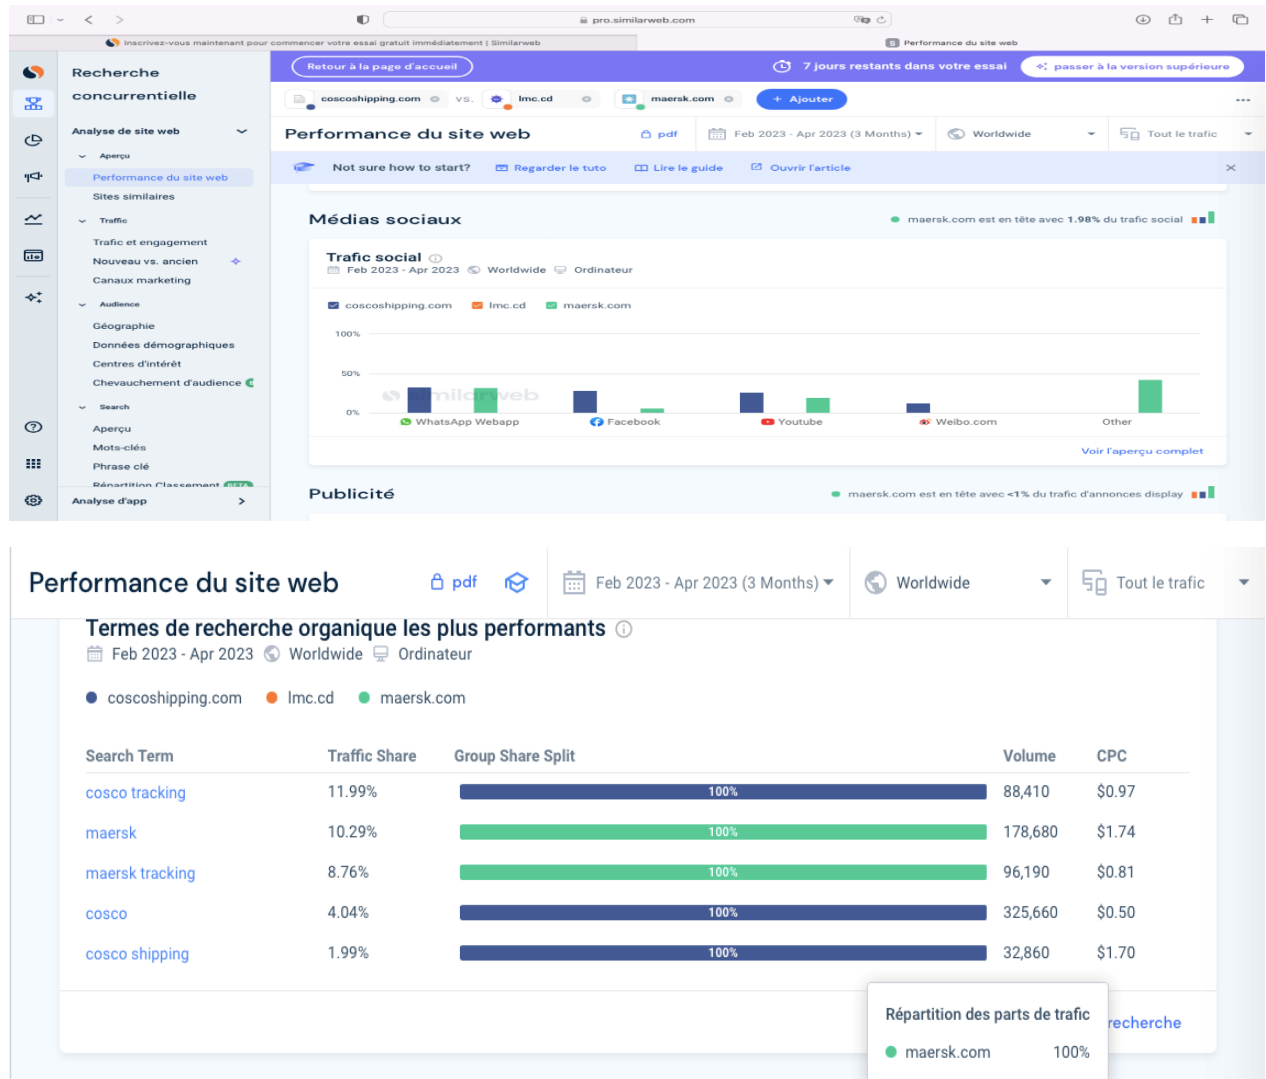 pro.similarweb.com
Inscrivez-vous maintenant pour commencer votre essai gratuit immédiatement | Similarweb
S Performance du site web
Recherche concurrentielle
Analyse de site web
Aperçu
Performance du site web
Sites similaires
Traffic
Trafic et engagement
Nouveau vs. ancien
Canaux marketing
Audience
Géographie
Données démographiques
Centres d'intérêt
Chevauchement d'audience
Search
Aperçu
Mots-clés
Phrase clé
Répartition Classement BETA
Analyse d'app
Retour à la page d'accueil
7 jours restants dans votre essai
passer à la version supérieure
coscoshipping.com vs. lmc.cd maersk.com + Ajouter
Performance du site web
pdf
Feb 2023 - Apr 2023 (3 Months)
Worldwide
Tout le trafic
Not sure how to start? Regarder le tuto Lire le guide Ouvrir l'article
Médias sociaux
maersk.com est en tête avec 1.98% du trafic social
Trafic social
Feb 2023 - Apr 2023 Worldwide Ordinateur
coscoshipping.com lmc.cd maersk.com
100%
50%
0%
similarweb
WhatsApp Webapp Facebook Youtube Weibo.com Other
Voir l'aperçu complet
Publicité
maersk.com est en tête avec <1% du trafic d'annonces display
Performance du site web
pdf
Feb 2023 - Apr 2023 (3 Months)
Worldwide
Tout le trafic
Termes de recherche organique les plus performants
Feb 2023 - Apr 2023 Worldwide Ordinateur
coscoshipping.com lmc.cd maersk.com
Search Term Traffic Share Group Share Split Volume CPC
cosco tracking 11.99% 100% 88,410 $0.97
maersk 10.29% 100% 178,680 $1.74
maersk tracking 8.76% 100% 96,190 $0.81
cosco 4.04% 100% 325,660 $0.50
cosco shipping 1.99% 100% 32,860 $1.70
Répartition des parts de trafic
recherche
maersk.com 100%